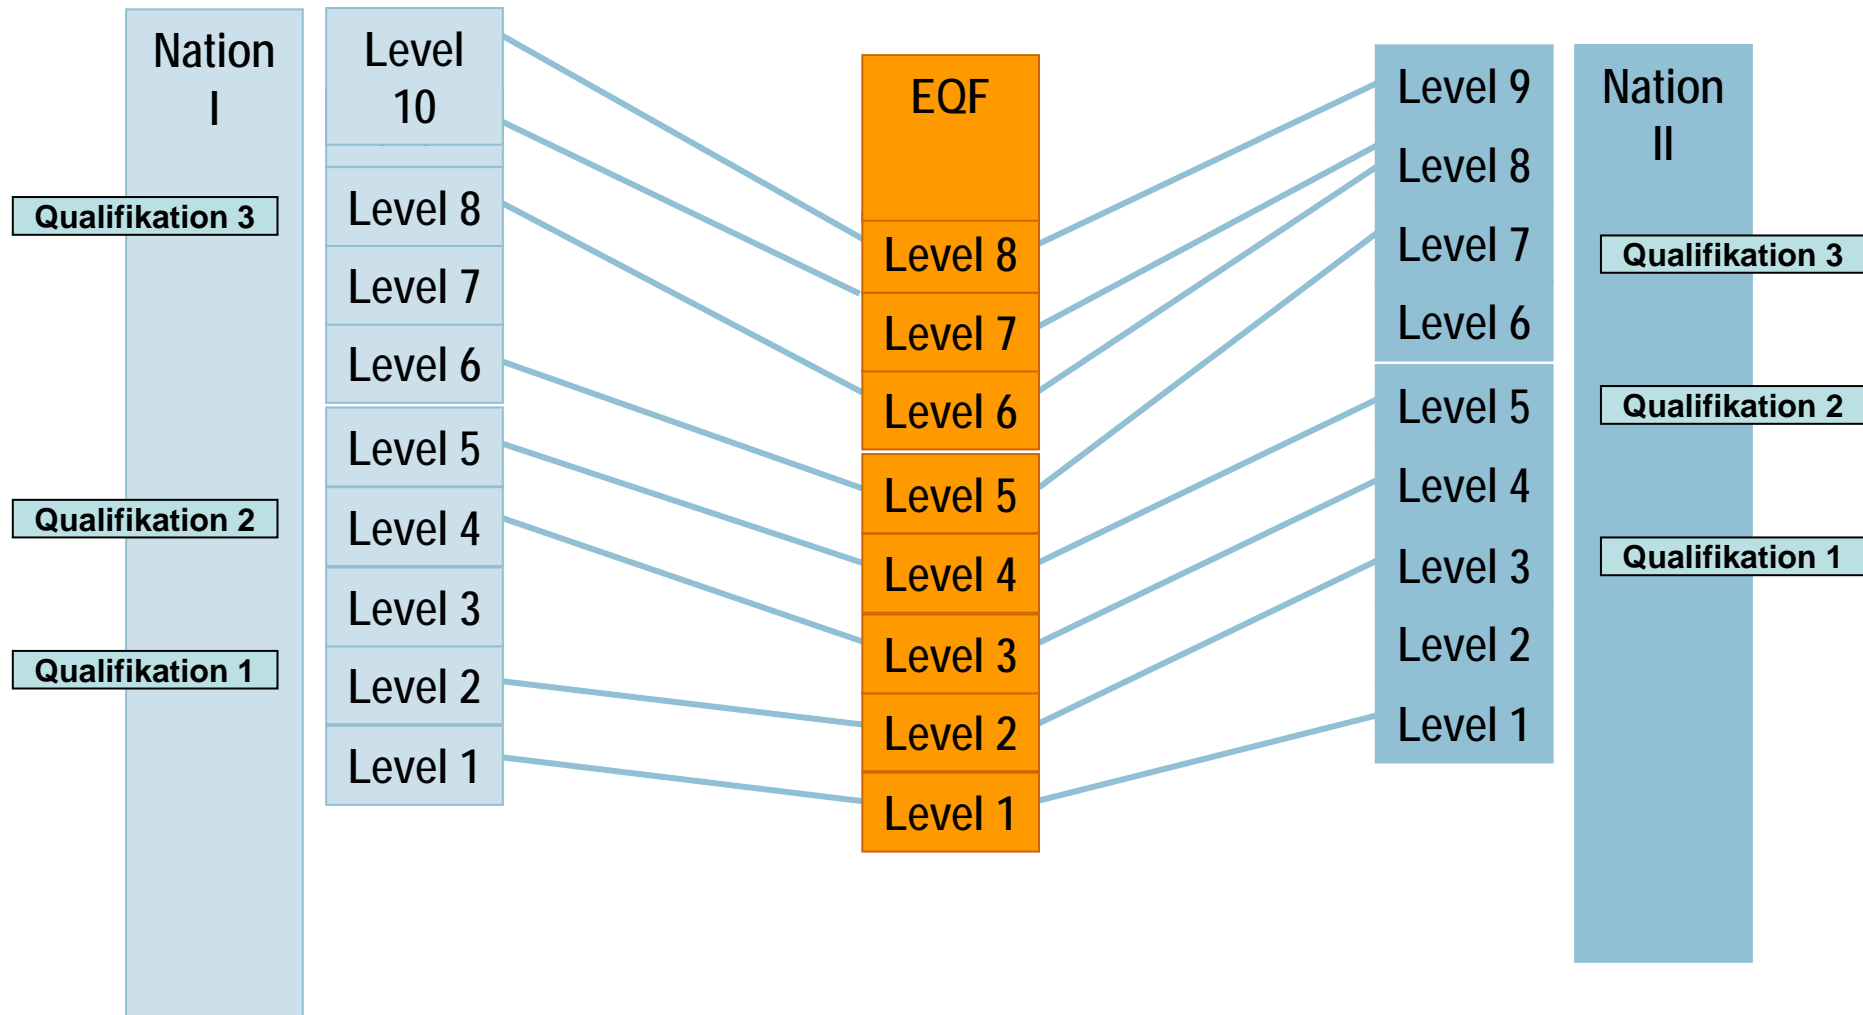 Nation
I
Qualifikation 3
Qualifikation 2
Qualifikation 1
Level
10
Level 8
Level 7
Level 6
Level 5
Level 4
Level 3
Level 2
Level 1
EQF
Level 8
Level 7
Level 6
Level 5
Level 4
Level 3
Level 2
Level 1
Level 9
Level 8
Level 7
Level 6
Level 5
Level 4
Level 3
Level 2
Level 1
Nation
II
Qualifikation 3
Qualifikation 2
Qualifikation 1